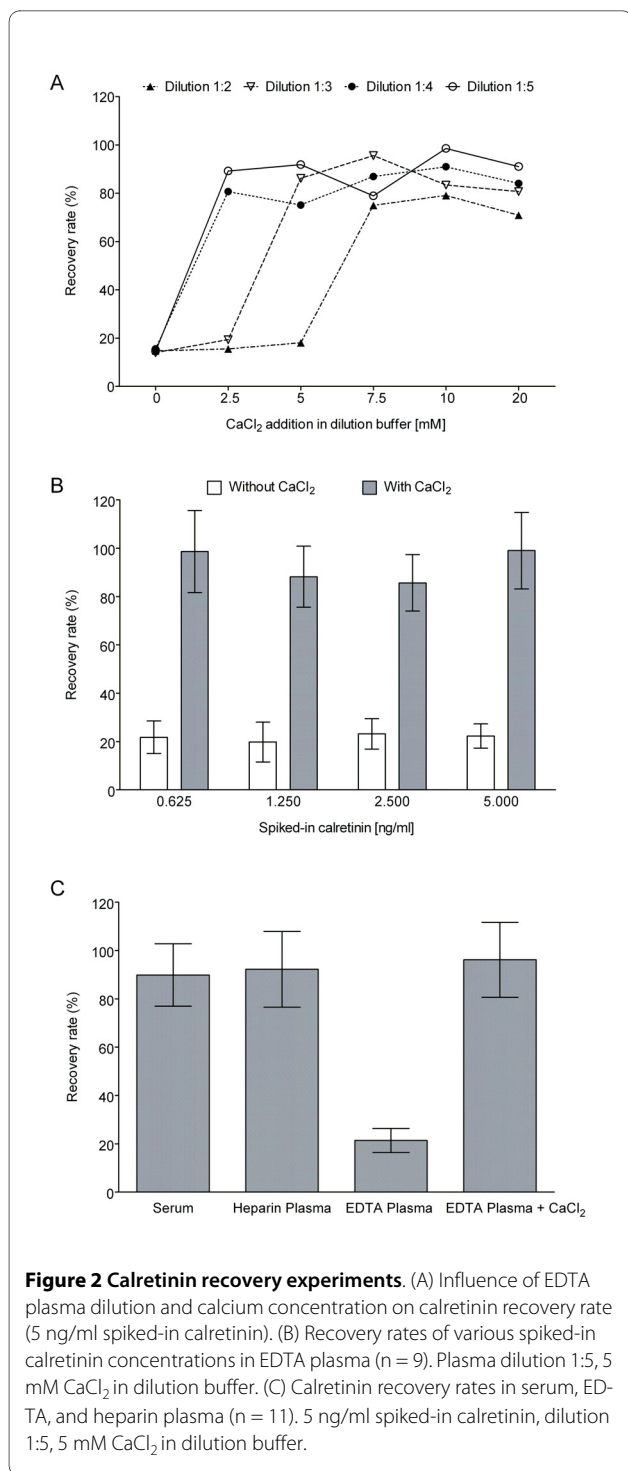 A
Dilution 1:2 Dilution 1:3 Dilution 1:4 Dilution 1:5
120
100
80
60
40
20
0
Recovery rate (%)
0 2.5 5 7.5 10 20
CaCl₂ addition in dilution buffer [mM]
B
Without CaCl₂ With CaCl₂
120
100
80
60
40
20
0
Recovery rate (%)
0.625 1.250 2.500 5.000
Spiked-in calretinin [ng/ml]
C
120
100
80
60
40
20
0
Recovery rate (%)
Serum Heparin Plasma EDTA Plasma EDTA Plasma + CaCl₂
Figure 2 Calretinin recovery experiments. (A) Influence of EDTA
plasma dilution and calcium concentration on calretinin recovery rate
(5 ng/ml spiked-in calretinin). (B) Recovery rates of various spiked-in
calretinin concentrations in EDTA plasma (n = 9). Plasma dilution 1:5, 5
mM CaCl₂ in dilution buffer. (C) Calretinin recovery rates in serum, ED-
TA, and heparin plasma (n = 11). 5 ng/ml spiked-in calretinin, dilution
1:5, 5 mM CaCl₂ in dilution buffer.